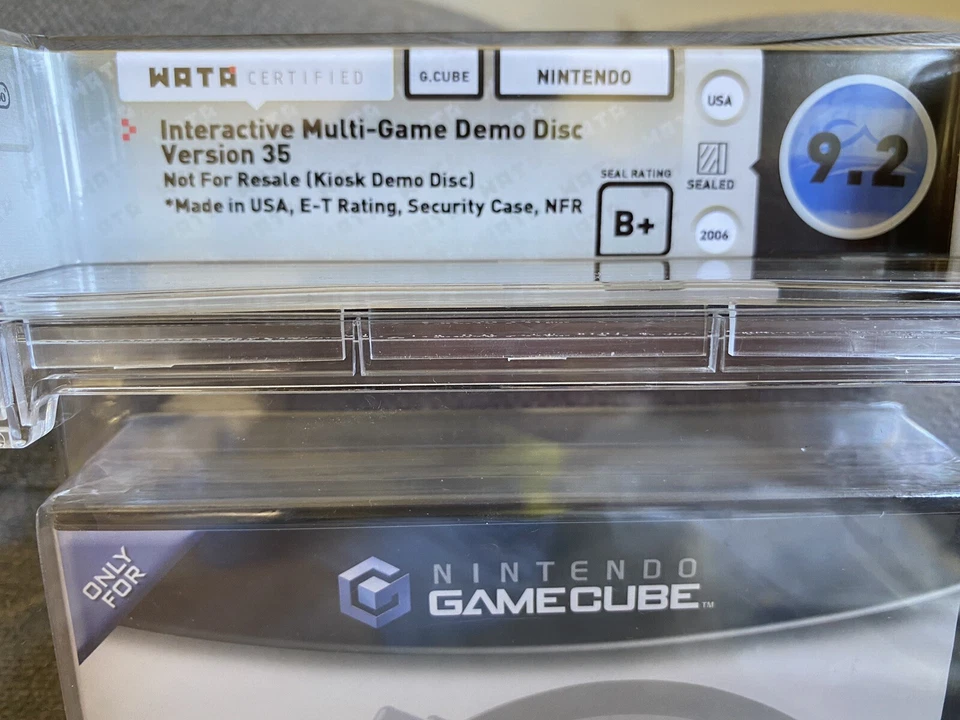 WATA CERTIFIED
G.CUBE
NINTENDO
Interactive Multi-Game Demo Disc
Version 35
Not For Resale (Kiosk Demo Disc)
*Made in USA, E-T Rating, Security Case, NFR
SEAL RATING
B+
USA
SEALED
2006
9.2
ONLY
FOR
NINTENDO
GAMECUBE™